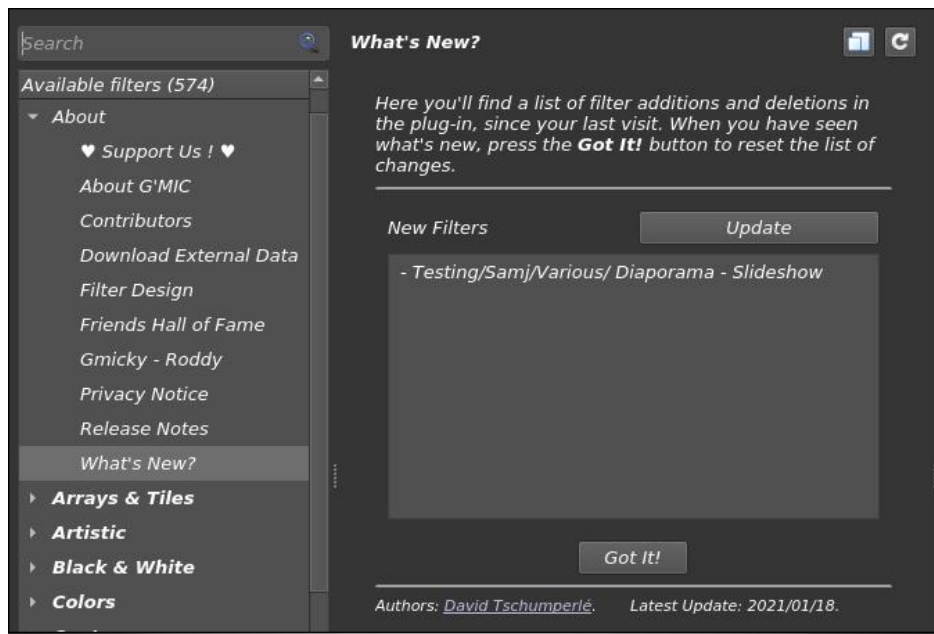 Search
Available filters (574)
About
♥ Support Us ! ♥
About G'MIC
Contributors
Download External Data
Filter Design
Friends Hall of Fame
Gmicky - Roddy
Privacy Notice
Release Notes
What's New?
Arrays & Tiles
Artistic
Black & White
Colors
What's New?
Here you'll find a list of filter additions and deletions in
the plug-in, since your last visit. When you have seen
what's new, press the Got It! button to reset the list of
changes.
New Filters
Update
- Testing/Samj/Various/ Diaporama - Slideshow
Got It!
Authors: David Tschumperlé. Latest Update: 2021/01/18.